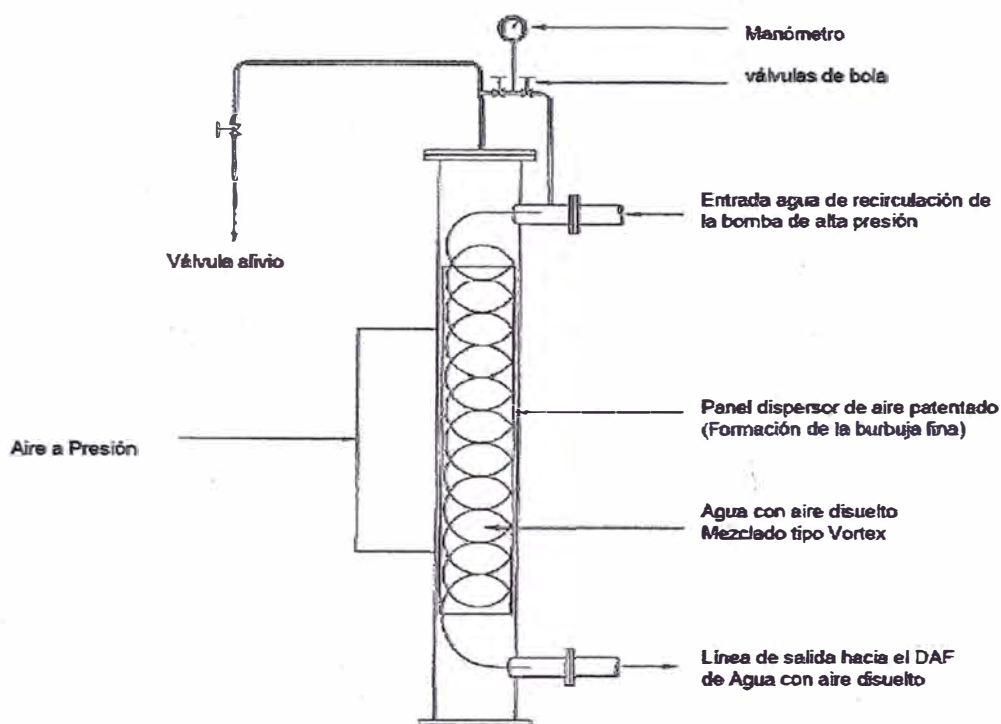 Manómetro
válvulas de bola
Entrada agua de recirculación de
la bomba de alta presión
Válvula alivio
Panel dispersor de aire patentado
(Formación de la burbuja fina)
Aire a Presión
Agua con aire disuelto
Mezclado tipo Vortex
Línea de salida hacia el DAF
de Agua con aire disuelto